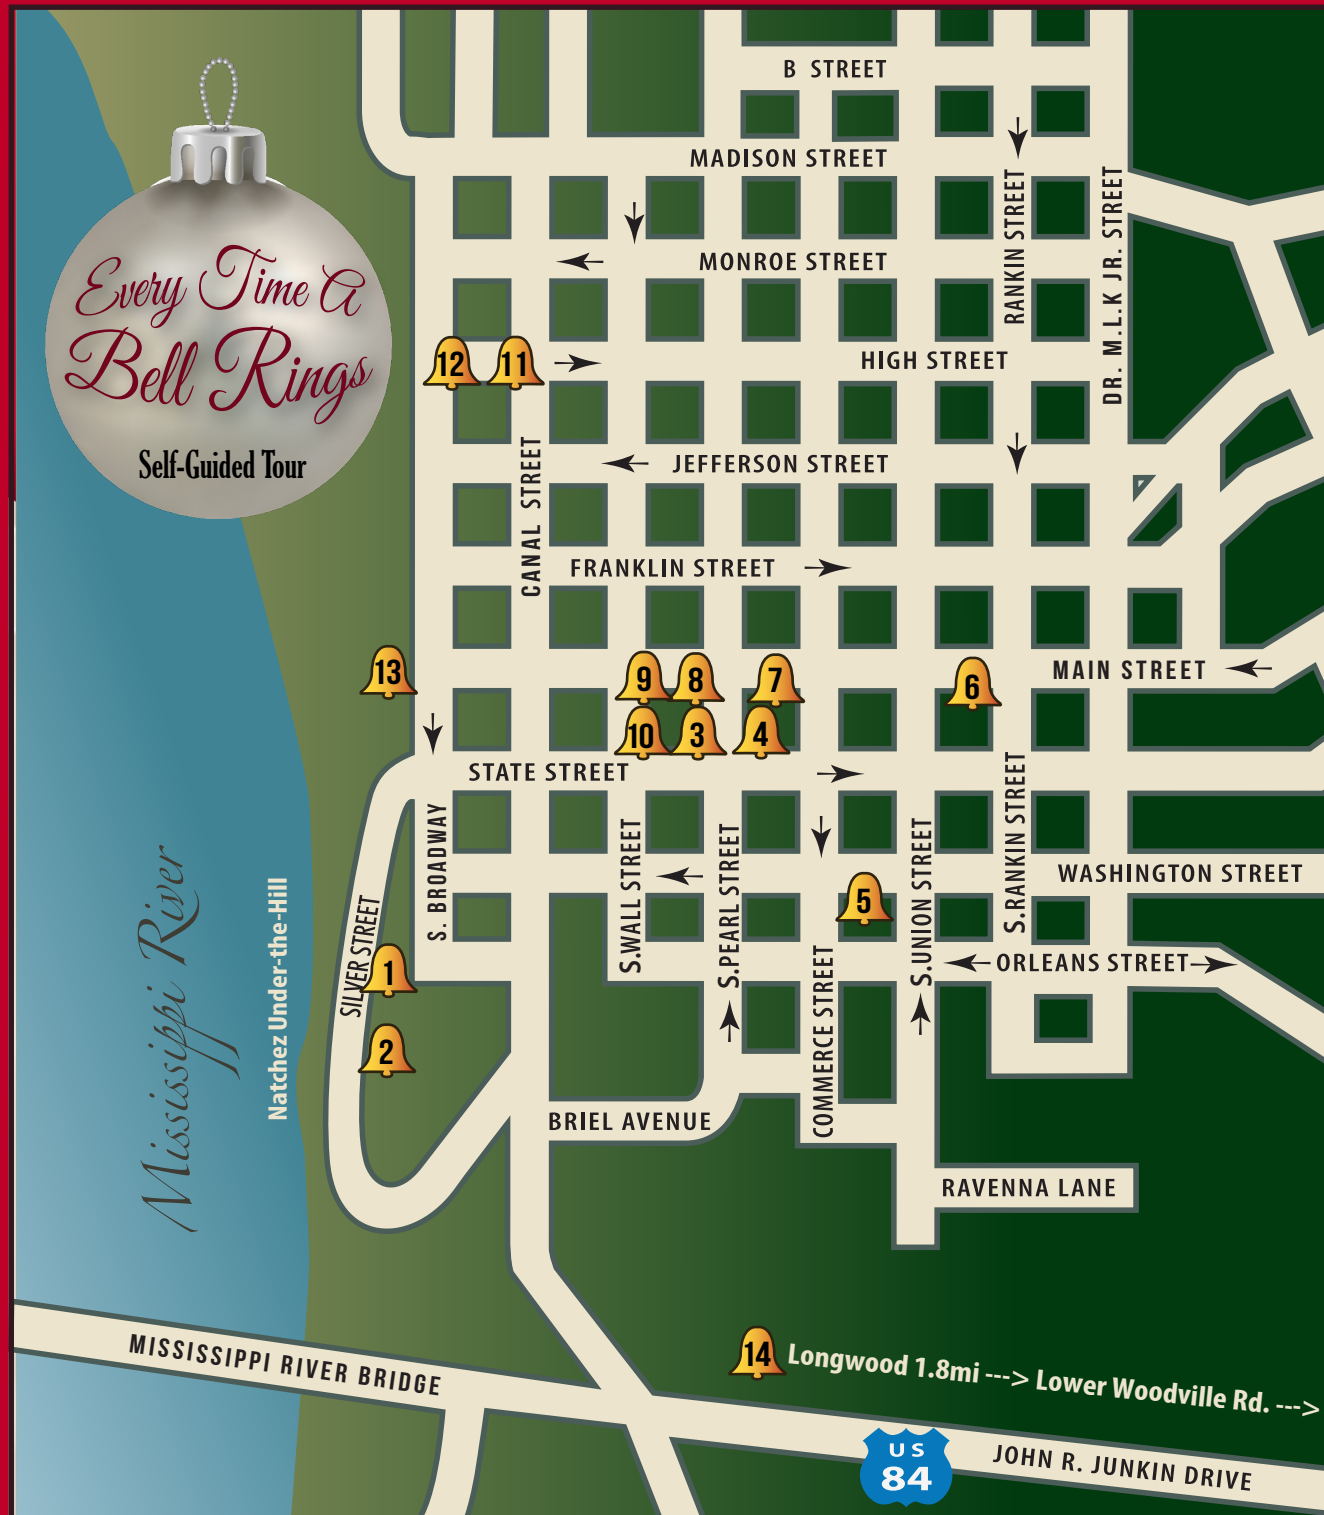 Every Time A
Bell Rings
Self-Guided Tour
B STREET
MADISON STREET
RANKIN STREET
DR. M.L.K JR. STREET
MONROE STREET
12
11
HIGH STREET
CANAL STREET
JEFFERSON STREET
FRANKLIN STREET
13
9
8
7
6
MAIN STREET
10
3
4
STATE STREET
S. BROADWAY
S.WALL STREET
S.PEARL STREET
S.UNION STREET
S.RANKIN STREET
WASHINGTON STREET
5
Mississippi River
Natchez Under-the-Hill
SILVER STREET
1
2
COMMERCE STREET
ORLEANS STREET
BRIEL AVENUE
RAVENNA LANE
MISSISSIPPI RIVER BRIDGE
14
Longwood 1.8mi ---> Lower Woodville Rd. --->
US
84
JOHN R. JUNKIN DRIVE